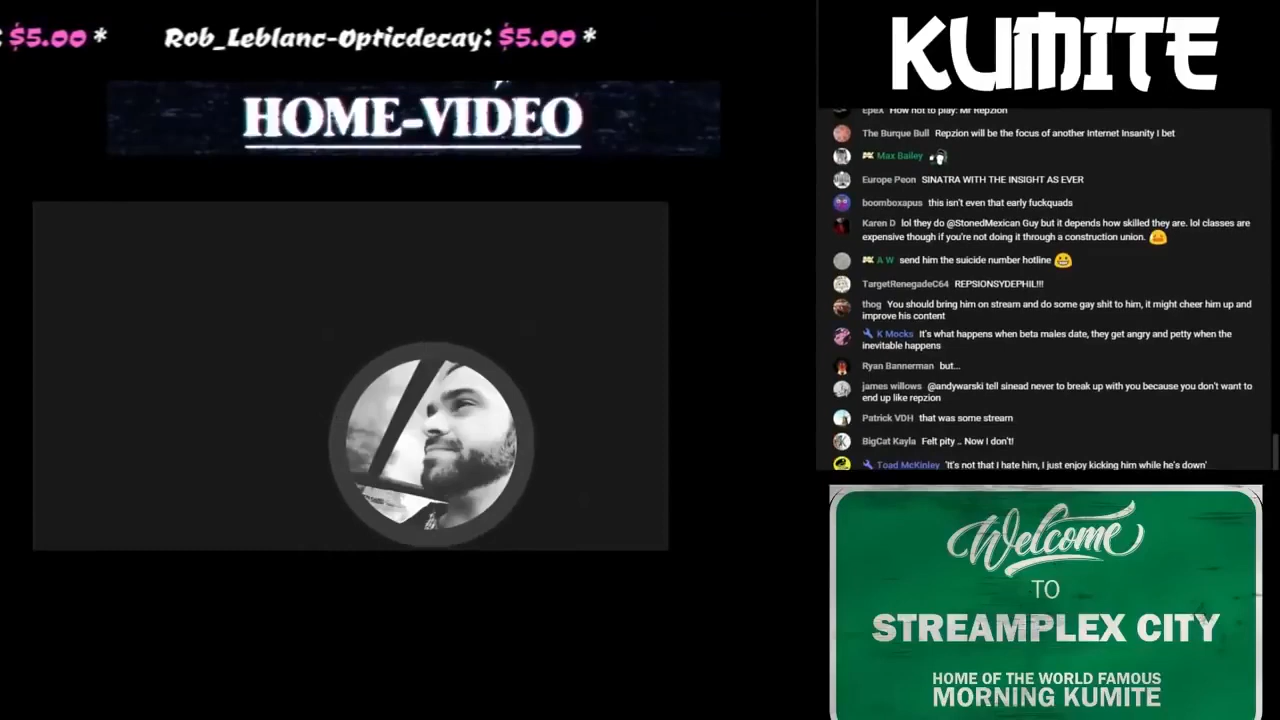 : $5.00 * Rob_Leblanc-Opticdecay: $5.00 *
HOME-VIDEO
KUMITE
Epex How not to play: Mr Repzion
The Burque Bull Repzion will be the focus of another Internet Insanity I bet
Max Bailey
Europe Peon SINATRA WITH THE INSIGHT AS EVER
boomboxapus this isn't even that early fuckquads
Karen D lol they do @StonedMexican Guy but it depends how skilled they are. lol classes are
expensive though if you're not doing it through a construction union.
A W send him the suicide number hotline
TargetRenegadeC64 REPSIONSYDEPHIL!!!
thog You should bring him on stream and do some gay shit to him, it might cheer him up and
improve his content
K Mocks It's what happens when beta males date, they get angry and petty when the
inevitable happens
Ryan Bannerman but...
james willows @andywarski tell sinead never to break up with you because you don't want to
end up like repzion
Patrick VDH that was some stream
BigCat Kayla Felt pity .. Now I don't!
Toad McKinley 'It's not that I hate him, I just enjoy kicking him while he's down'
Welcome
TO
STREAMPLEX CITY
HOME OF THE WORLD FAMOUS
MORNING KUMITE